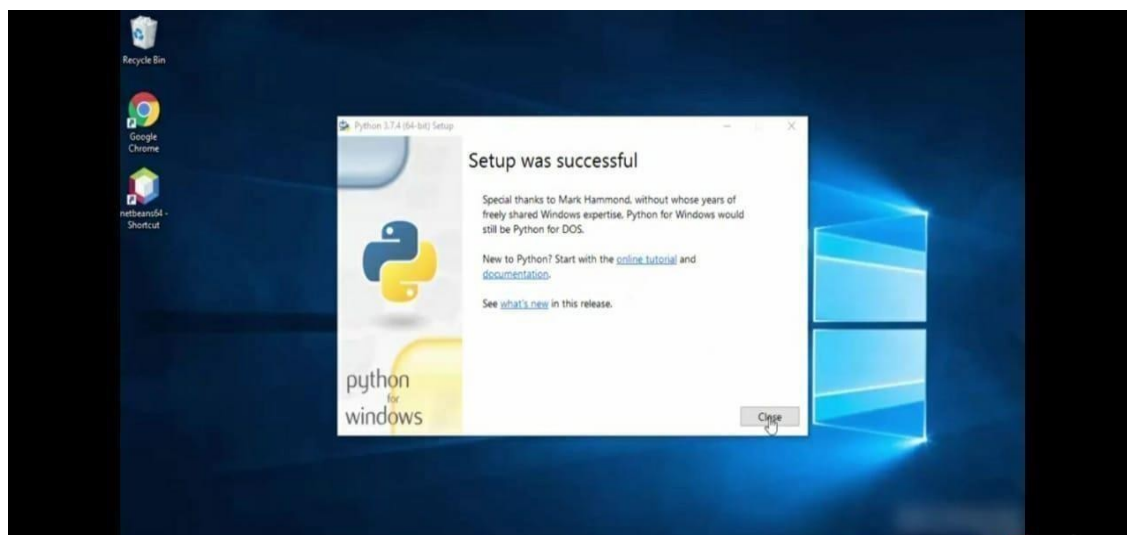 Recycle Bin
Google
Chrome
netbeans64 -
Shortcut
Python 3.7.4 (64-bit) Setup
Setup was successful
Special thanks to Mark Hammond, without whose years of
freely shared Windows expertise, Python for Windows would
still be Python for DOS.
New to Python? Start with the online tutorial and
documentation.
See what's new in this release.
python
for
windows
Close